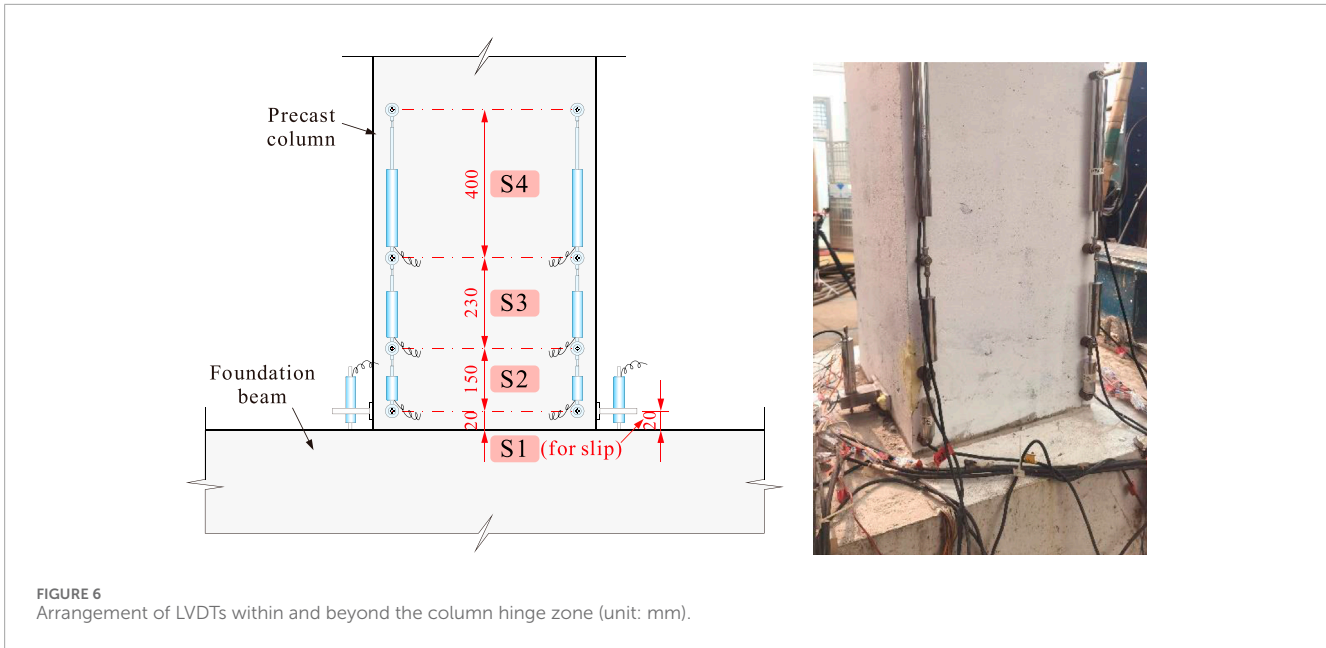 Precast
column
400
S4
230
S3
Foundation
beam
150
S2
20
20
S1 (for slip)
FIGURE 6
Arrangement of LVDTs within and beyond the column hinge zone (unit: mm).